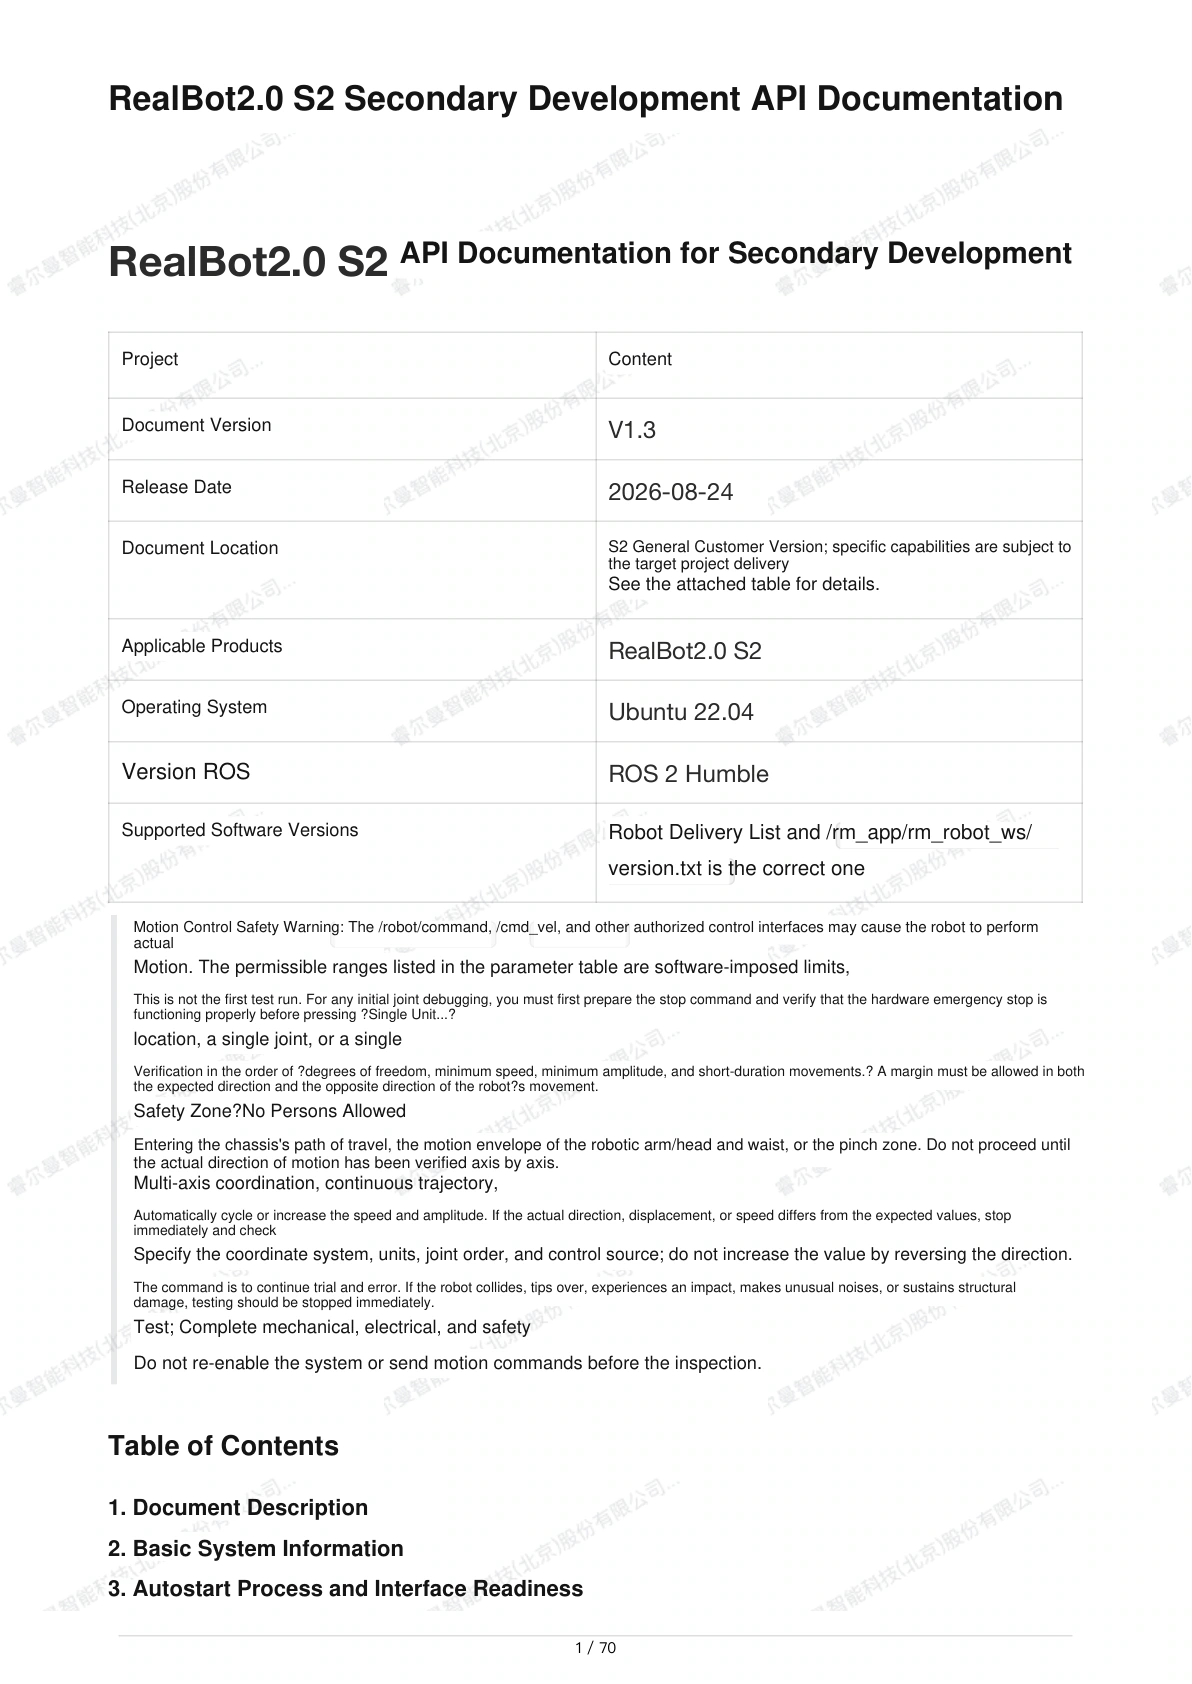 RealBot2.0 S2 Secondary Development API Documentation
RealBot2.0 S2 API Documentation for Secondary Development
Project
Content
Document Version
V1.3
Release Date
2026-08-24
Document Location
S2 General Customer Version; specific capabilities are subject to
the target project delivery
See the attached table for details.
Applicable Products
RealBot2.0 S2
Operating System
Ubuntu 22.04
Version ROS
ROS 2 Humble
Supported Software Versions
Robot Delivery List and /rm_app/rm_robot_ws/
version.txt is the correct one
Motion Control Safety Warning: The /robot/command, /cmd_vel, and other authorized control interfaces may cause the robot to perform
actual
Motion. The permissible ranges listed in the parameter table are software-imposed limits,
This is not the first test run. For any initial joint debugging, you must first prepare the stop command and verify that the hardware emergency stop is
functioning properly before pressing ?Single Unit...?
location, a single joint, or a single
Verification in the order of ?degrees of freedom, minimum speed, minimum amplitude, and short-duration movements.? A margin must be allowed in both
the expected direction and the opposite direction of the robot?s movement.
Safety Zone?No Persons Allowed
Entering the chassis's path of travel, the motion envelope of the robotic arm/head and waist, or the pinch zone. Do not proceed until
the actual direction of motion has been verified axis by axis.
Multi-axis coordination, continuous trajectory,
Automatically cycle or increase the speed and amplitude. If the actual direction, displacement, or speed differs from the expected values, stop
immediately and check
Specify the coordinate system, units, joint order, and control source; do not increase the value by reversing the direction.
The command is to continue trial and error. If the robot collides, tips over, experiences an impact, makes unusual noises, or sustains structural
damage, testing should be stopped immediately.
Test; Complete mechanical, electrical, and safety
Do not re-enable the system or send motion commands before the inspection.
Table of Contents
1. Document Description
2. Basic System Information
3. Autostart Process and Interface Readiness
1 / 70
睿尔曼智能科技(北京)股份有限公司...